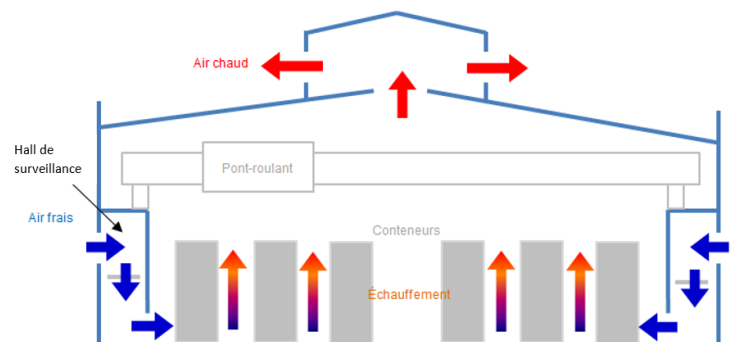 Air chaud
Hall de
surveillance
Pont-roulant
Air frais
Conteneurs
Échauffement